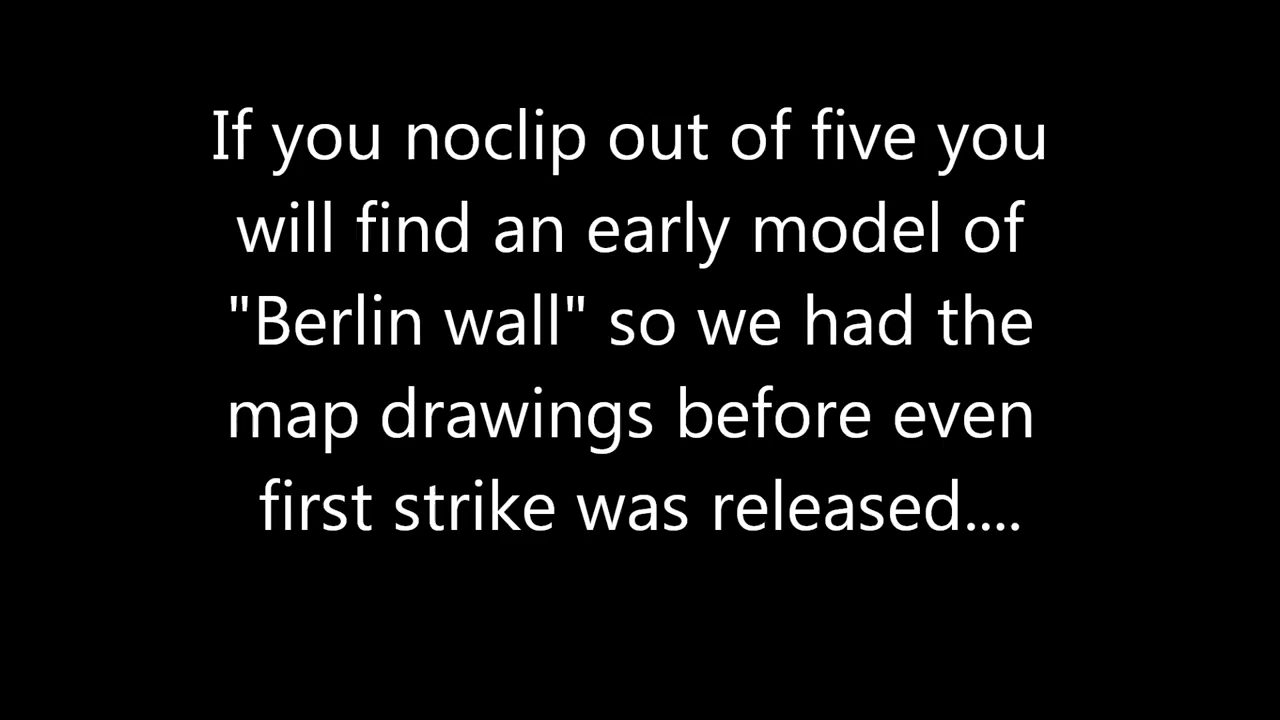 If you noclip out of five you
will find an early model of
"Berlin wall" so we had the
map drawings before even
first strike was released....